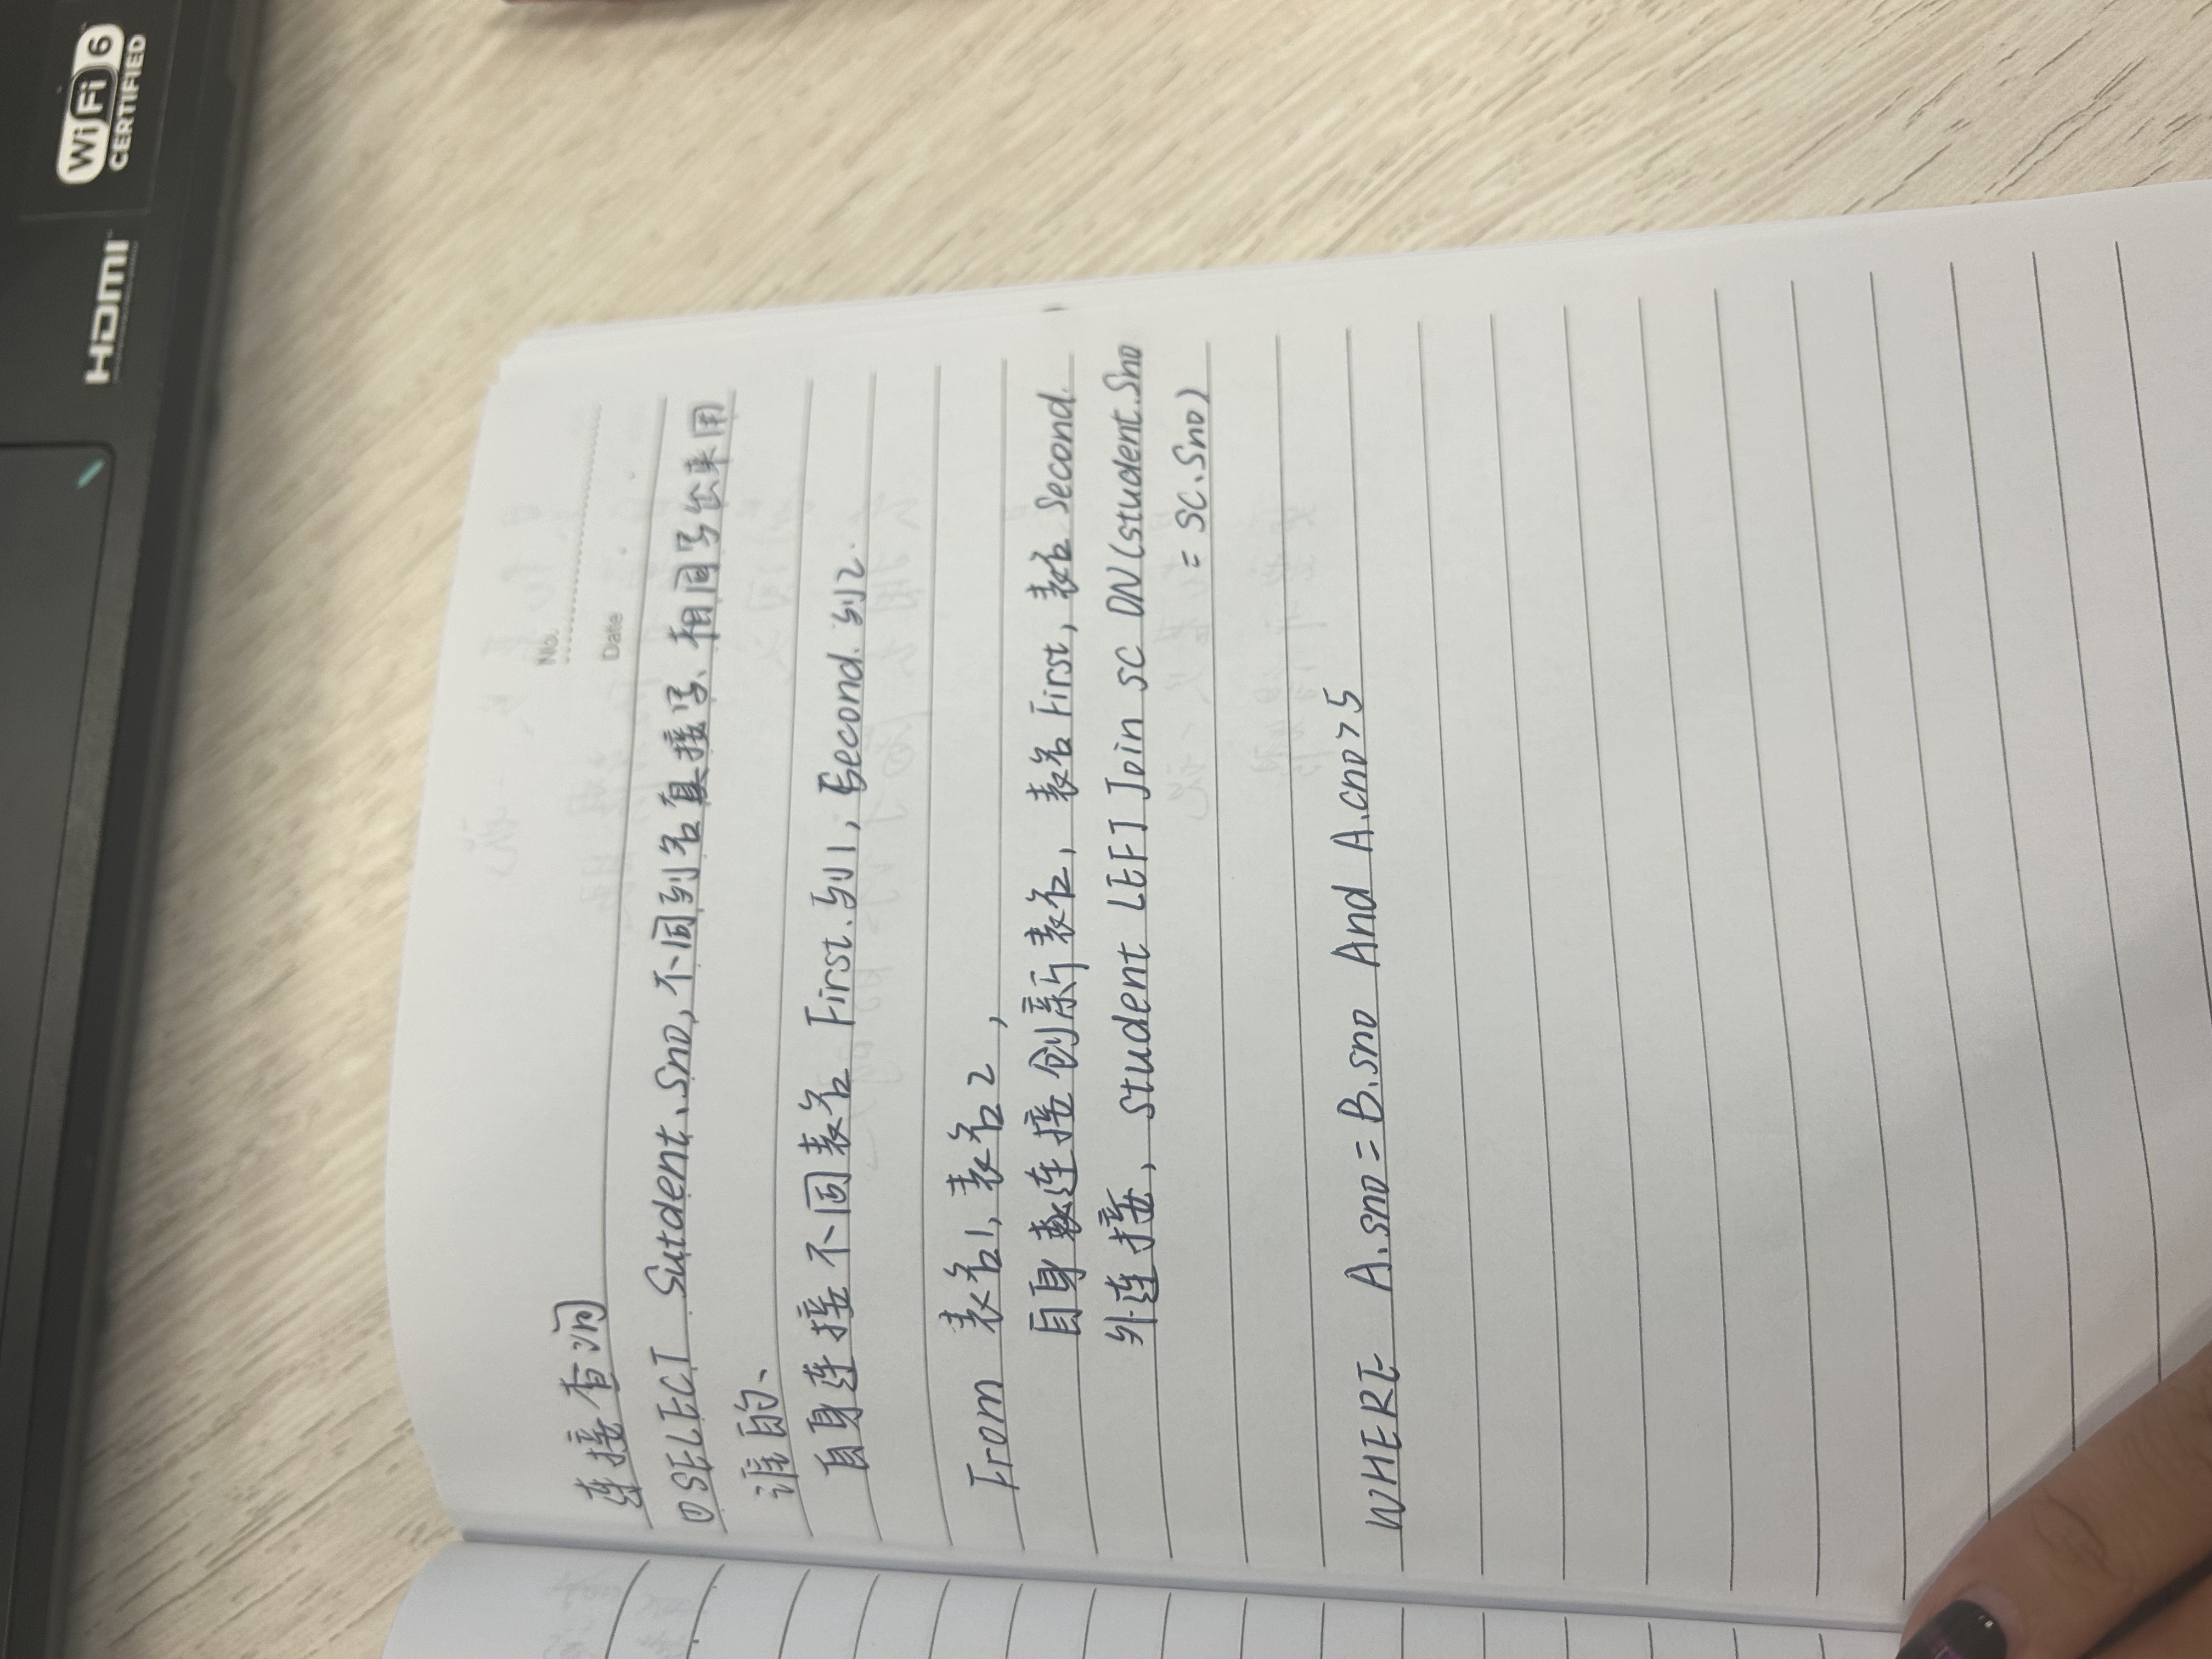 HDMI
WiFi 6
CERTIFIED
No.
Date
连接查询
①SELECT Sutdent.Sno,不同列名直接写、相同写出来用
谁的、
自身连接不同表名 First.列1, Second.列2.
From 表名1,表名2,
自身连接创新表名, 表名 First, 表名 Second.
外连接, student LEFT Join SC ON(student.Sno
= SC.Sno)
WHERE A.sno=B.sno And A.cno>5